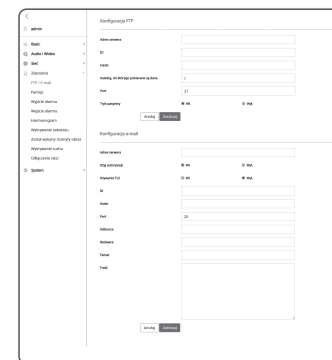 admin
Basic
Audio i Wideo
Sieć
Zdarzenia
FTP / E-mail
Pamięć
Wyjście alarmu
Wejście alarmu
Harmonogram
Wykrywanie sabotażu
Wykrywanie ruchu
Odłączenie sieci
System
Konfiguracja FTP
Adres serwera
ID
Hasło
Katalog, do którego pobierane są dane
/
Port
21
Tryb pasywny
Wł.
Wył.
Anuluj
Zastosuj
Konfiguracja e-mail
Adres serwera
Użyj autoryzacji
Wł.
Wył.
Używanie TLS
Wł.
Wył.
ID
Hasło
Port
25
Odbiorca
Nadawca
Temat
Treść
Anuluj
Zastosuj